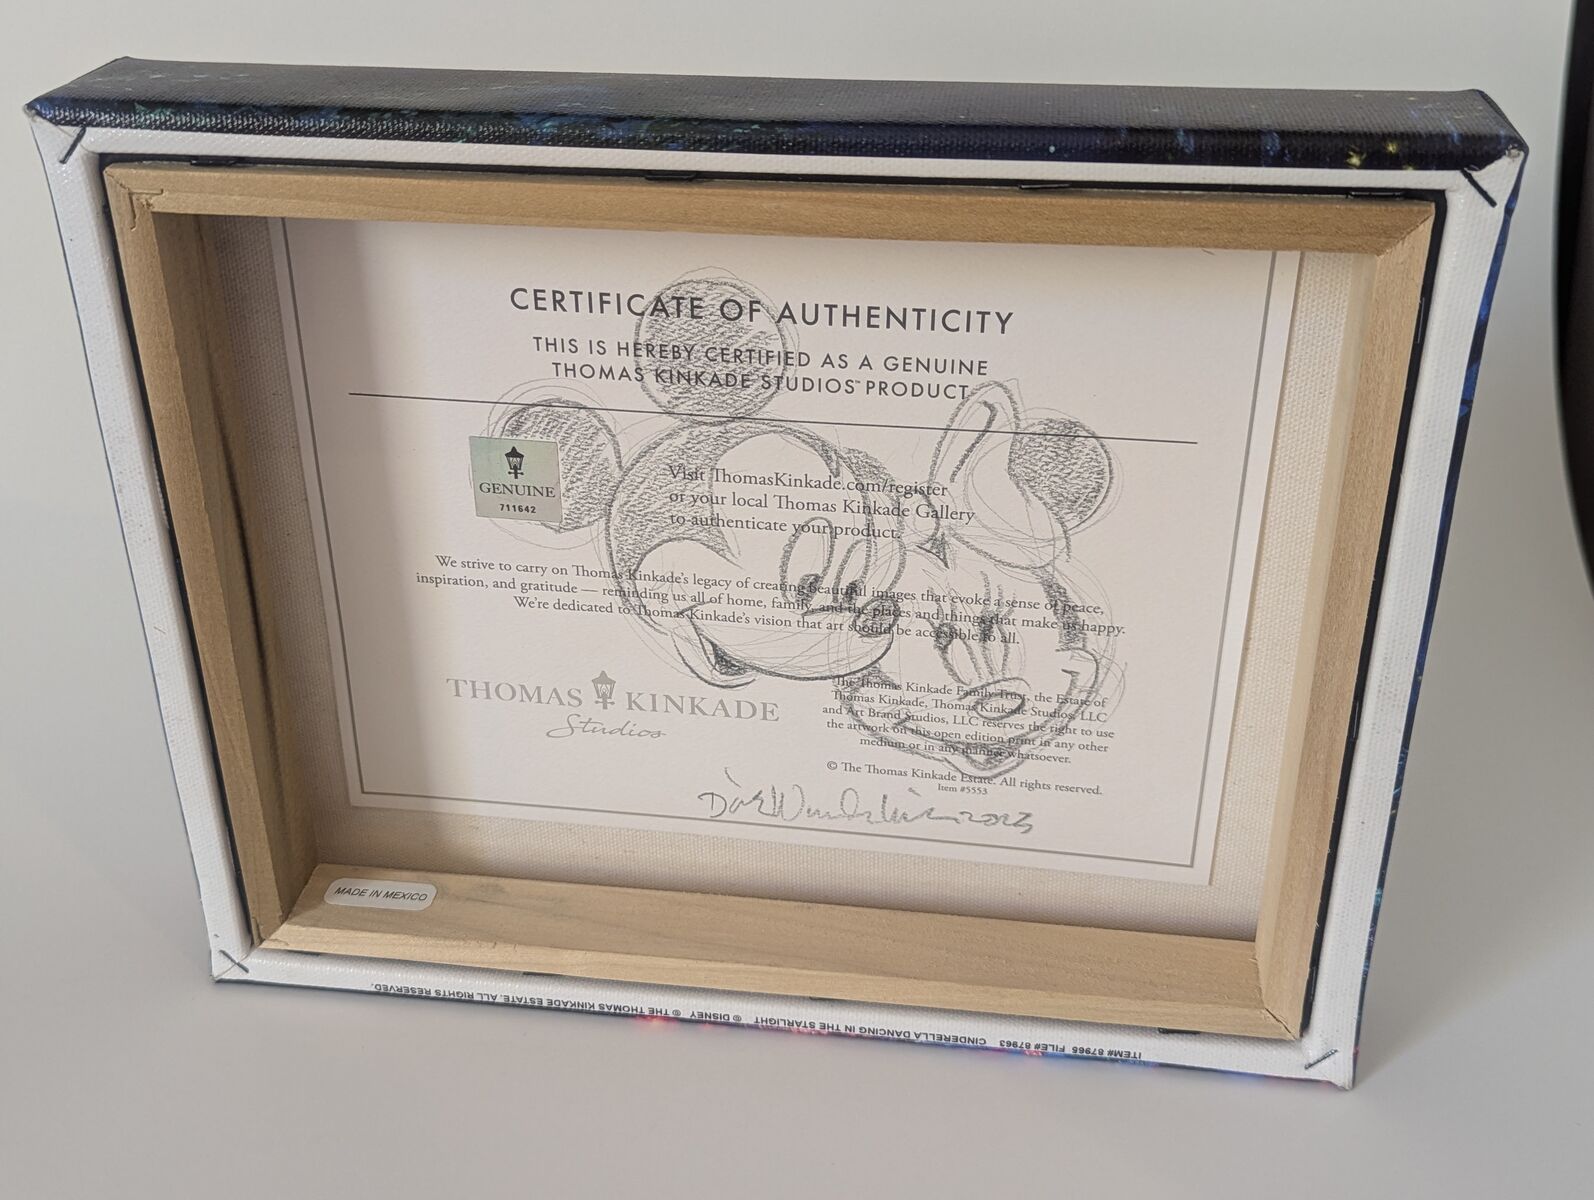 CERTIFICATE OF AUTHENTICITY
THIS IS HEREBY CERTIFIED AS A GENUINE
THOMAS KINKADE STUDIOS™ PRODUCT
GENUINE
711642
Visit ThomasKinkade.com/register
or your local Thomas Kinkade Gallery
to authenticate your product.
We strive to carry on Thomas Kinkade's legacy of creating beautiful images that evoke a sense of peace,
inspiration, and gratitude — reminding us all of home, family, and the places and things that make us happy.
We're dedicated to Thomas Kinkade's vision that art should be accessible to all.
THOMAS KINKADE
Studios
The Thomas Kinkade Family Trust, the Estate of
Thomas Kinkade, Thomas Kinkade Studios, LLC
and Art Brand Studios, LLC reserves the right to use
the artwork on this open edition print in any other
medium or in any manner whatsoever.
© The Thomas Kinkade Estate. All rights reserved.
Item #5553
2023
MADE IN MEXICO
ITEM# 87965 FILE# 87963 CINDERELLA DANCING IN THE STARLIGHT © DISNEY © THE THOMAS KINKADE ESTATE. ALL RIGHTS RESERVED.